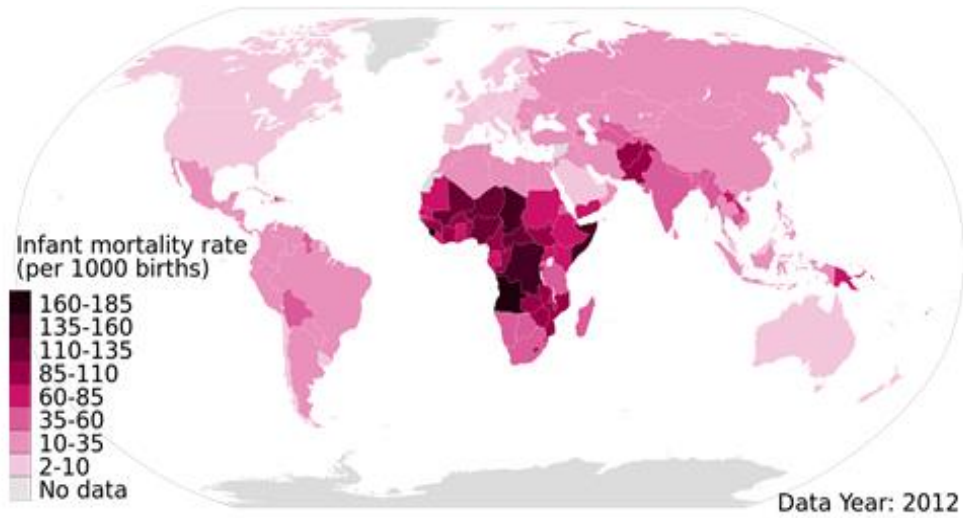 Infant mortality rate
(per 1000 births)
160-185
135-160
110-135
85-110
60-85
35-60
10-35
2-10
No data
Data Year: 2012